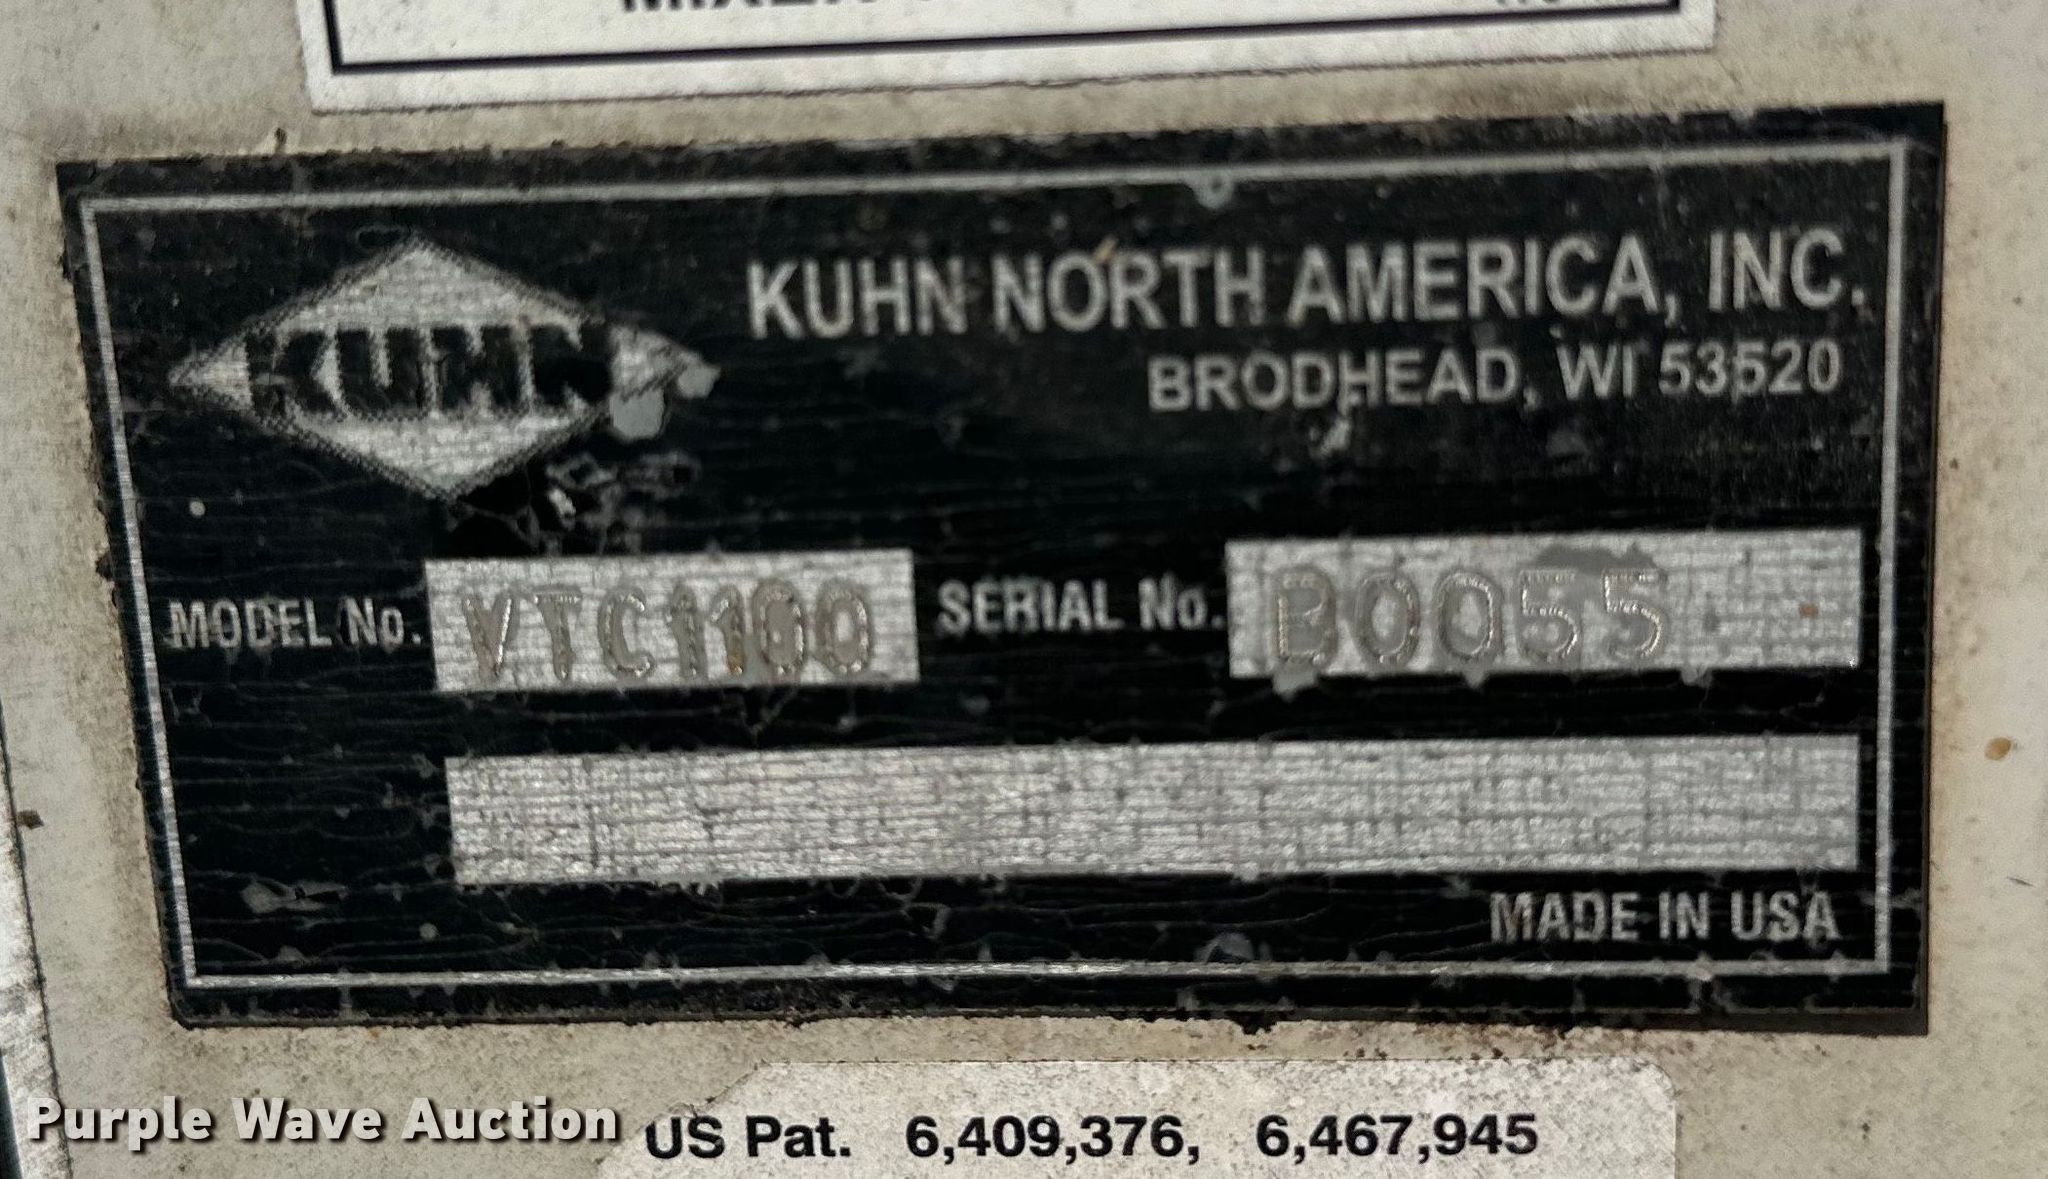 KUHN
KUHN NORTH AMERICA, INC.
BRODHEAD, WI 53520
MODEL No. VTC1100 SERIAL No. B0055
MADE IN USA
US Pat. 6,409,376, 6,467,945
Purple Wave Auction